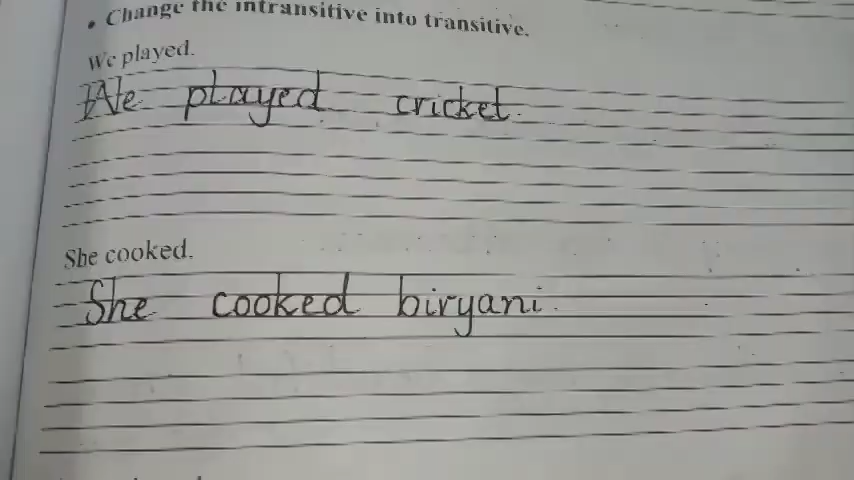 • Change the intransitive into transitive.
We played.
We played cricket.
She cooked.
She cooked biryani.